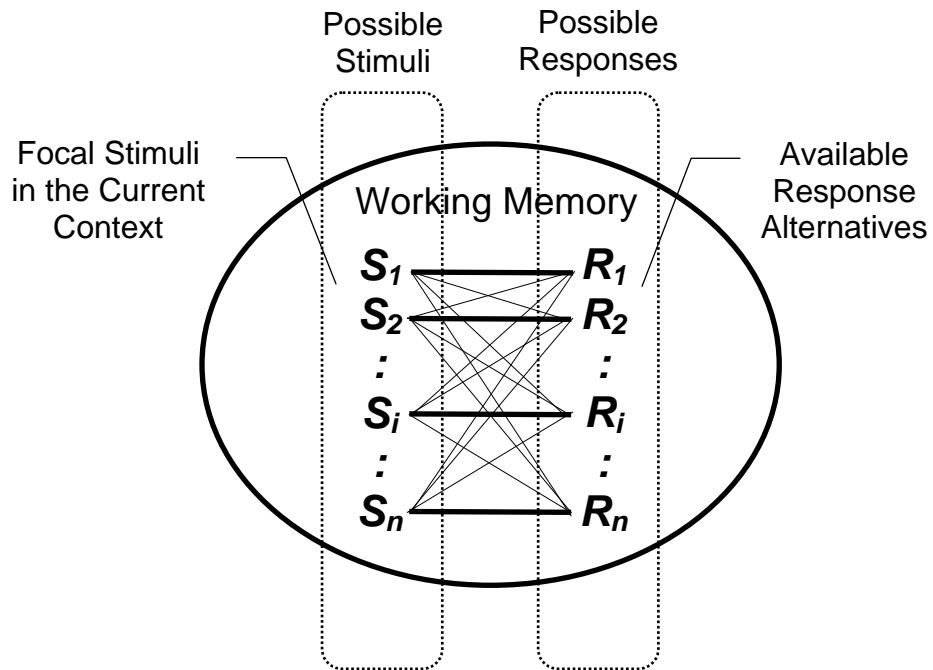 Possible
Stimuli
Possible
Responses
Focal Stimuli
in the Current
Context
Available
Response
Alternatives
Working Memory
S1 R1
S2 R2
: :
Si Ri
: :
Sn Rn